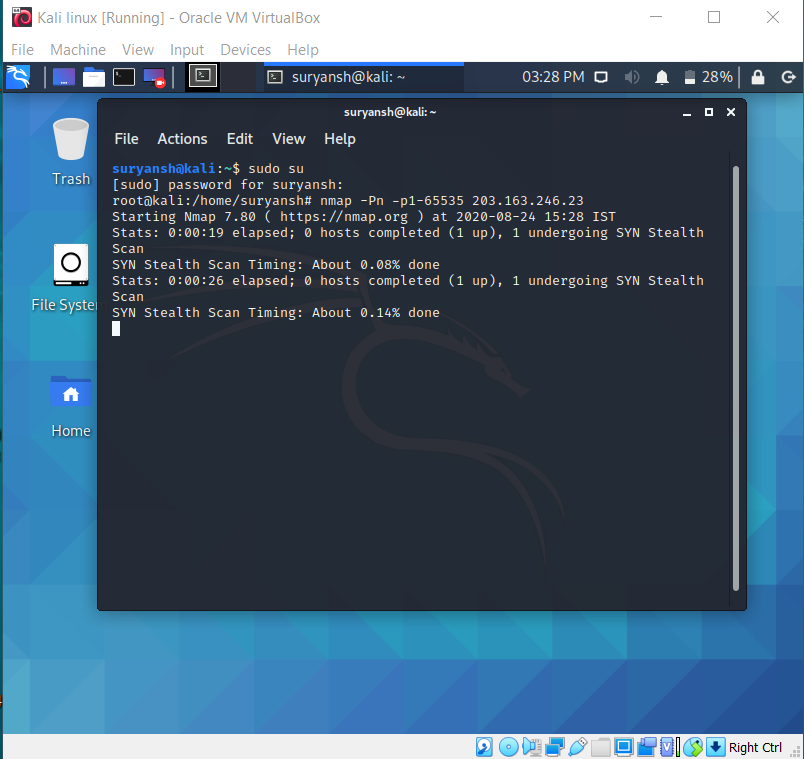 Kali linux [Running] - Oracle VM VirtualBox
File Machine View Input Devices Help
suryansh@kali: ~ 03:28 PM 28%
suryansh@kali:~
File Actions Edit View Help
Trash
File System
Home
suryansh@kali:~$ sudo su
[sudo] password for suryansh:
root@kali:/home/suryansh# nmap -Pn -p1-65535 203.163.246.23
Starting Nmap 7.80 ( https://nmap.org ) at 2020-08-24 15:28 IST
Stats: 0:00:19 elapsed; 0 hosts completed (1 up), 1 undergoing SYN Stealth
Scan
SYN Stealth Scan Timing: About 0.08% done
Stats: 0:00:26 elapsed; 0 hosts completed (1 up), 1 undergoing SYN Stealth
Scan
SYN Stealth Scan Timing: About 0.14% done
Right Ctrl